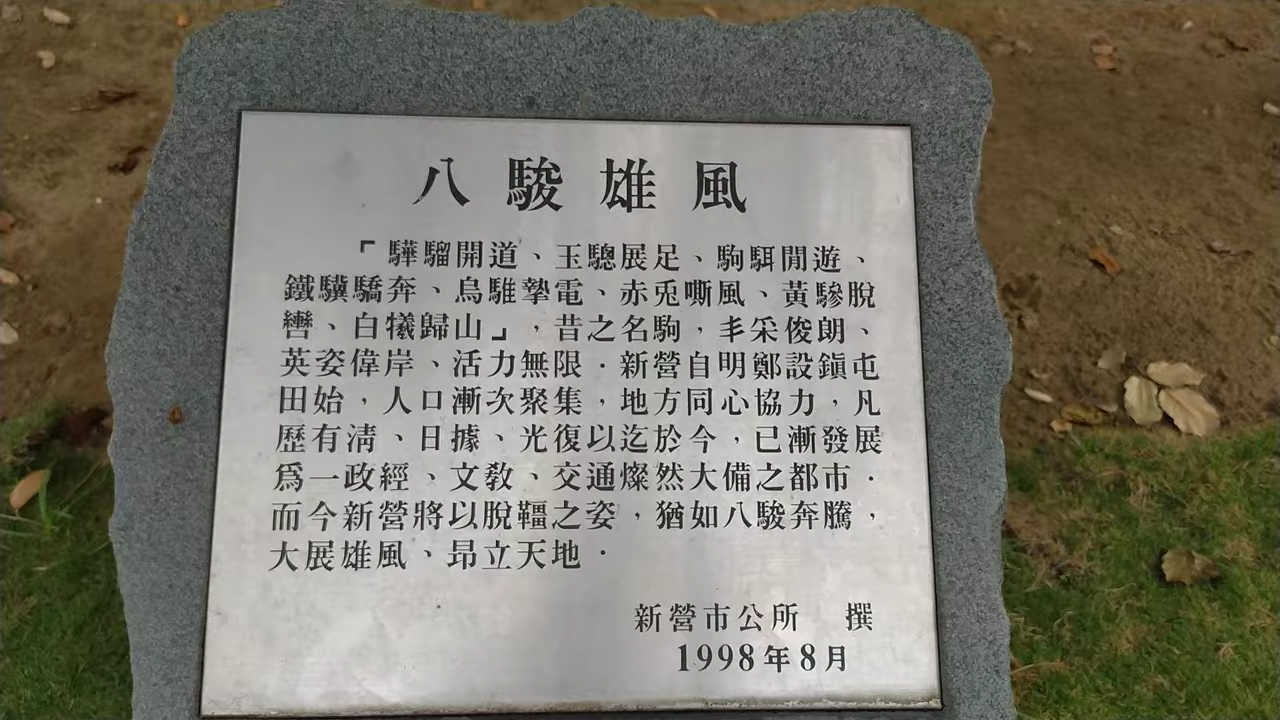 八駿雄風
「驊騮開道、玉驄展足、駒駬閒遊、
鐵驥驕奔、烏騅摯電、赤兎嘶風、黃驂脫
轡、白犧歸山」，昔之名駒，丰采俊朗、
英姿偉岸、活力無限．新營自明鄭設鎭屯
田始，人口漸次聚集，地方同心協力，凡
歷有淸、日據、光復以迄於今，已漸發展
爲一政經、文敎、交通燦然大備之都市．
而今新營將以脫韁之姿，猶如八駿奔騰，
大展雄風、昂立天地．
新營市公所 撰
1998年8月